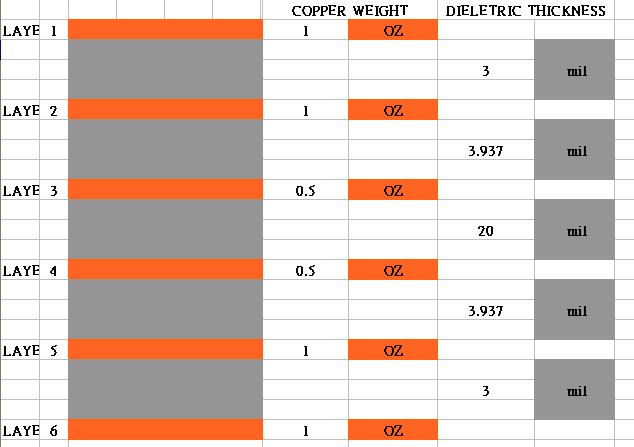 COPPER WEIGHT DIELETRIC THICKNESS
LAYE 1 1 OZ
3 mil
LAYE 2 1 OZ
3.937 mil
LAYE 3 0.5 OZ
20 mil
LAYE 4 0.5 OZ
3.937 mil
LAYE 5 1 OZ
3 mil
LAYE 6 1 OZ